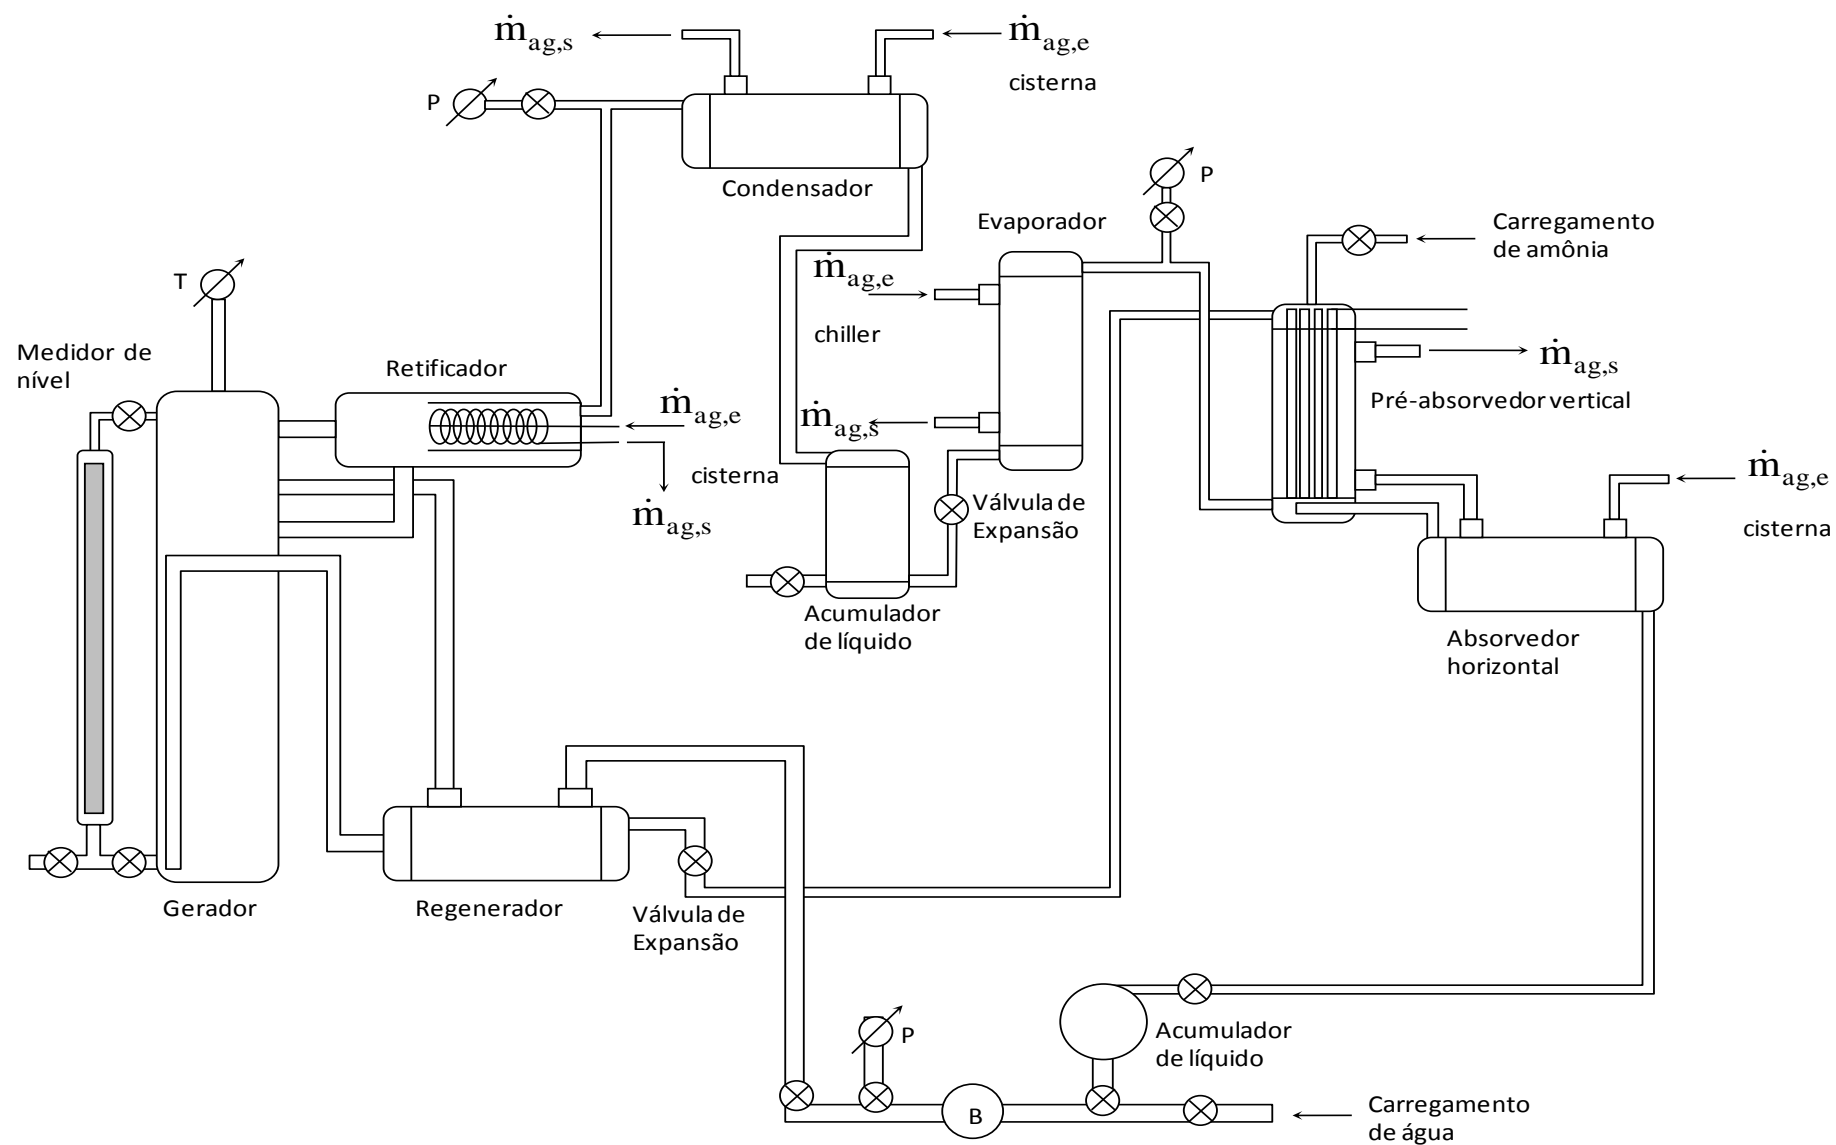 ṁag,s
ṁag,e
cisterna
P
Condensador
P
Evaporador
Carregamento
de amônia
T
ṁag,e
chiller
Medidor de
nível
Retificador
ṁag,s
Pré-absorvedor vertical
ṁag,e
ṁag,s
cisterna
ṁag,e
cisterna
ṁag,s
Válvula de
Expansão
Acumulador
de líquido
Absorvedor
horizontal
Gerador
Regenerador
Válvula de
Expansão
P
Acumulador
de líquido
B
Carregamento
de água